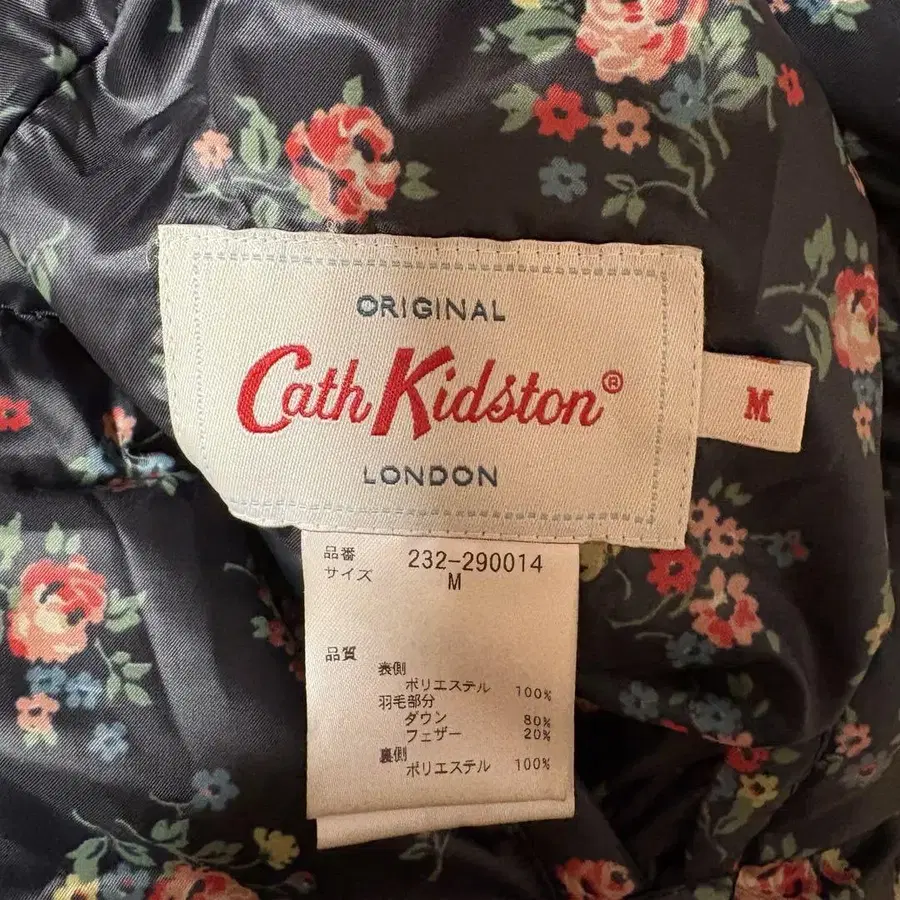 ORIGINAL
Cath Kidston®
LONDON
M
品番 232-290014
サイズ M
品質
表側
ポリエステル 100%
羽毛部分
ダウン 80%
フェザー 20%
裏側
ポリエステル 100%